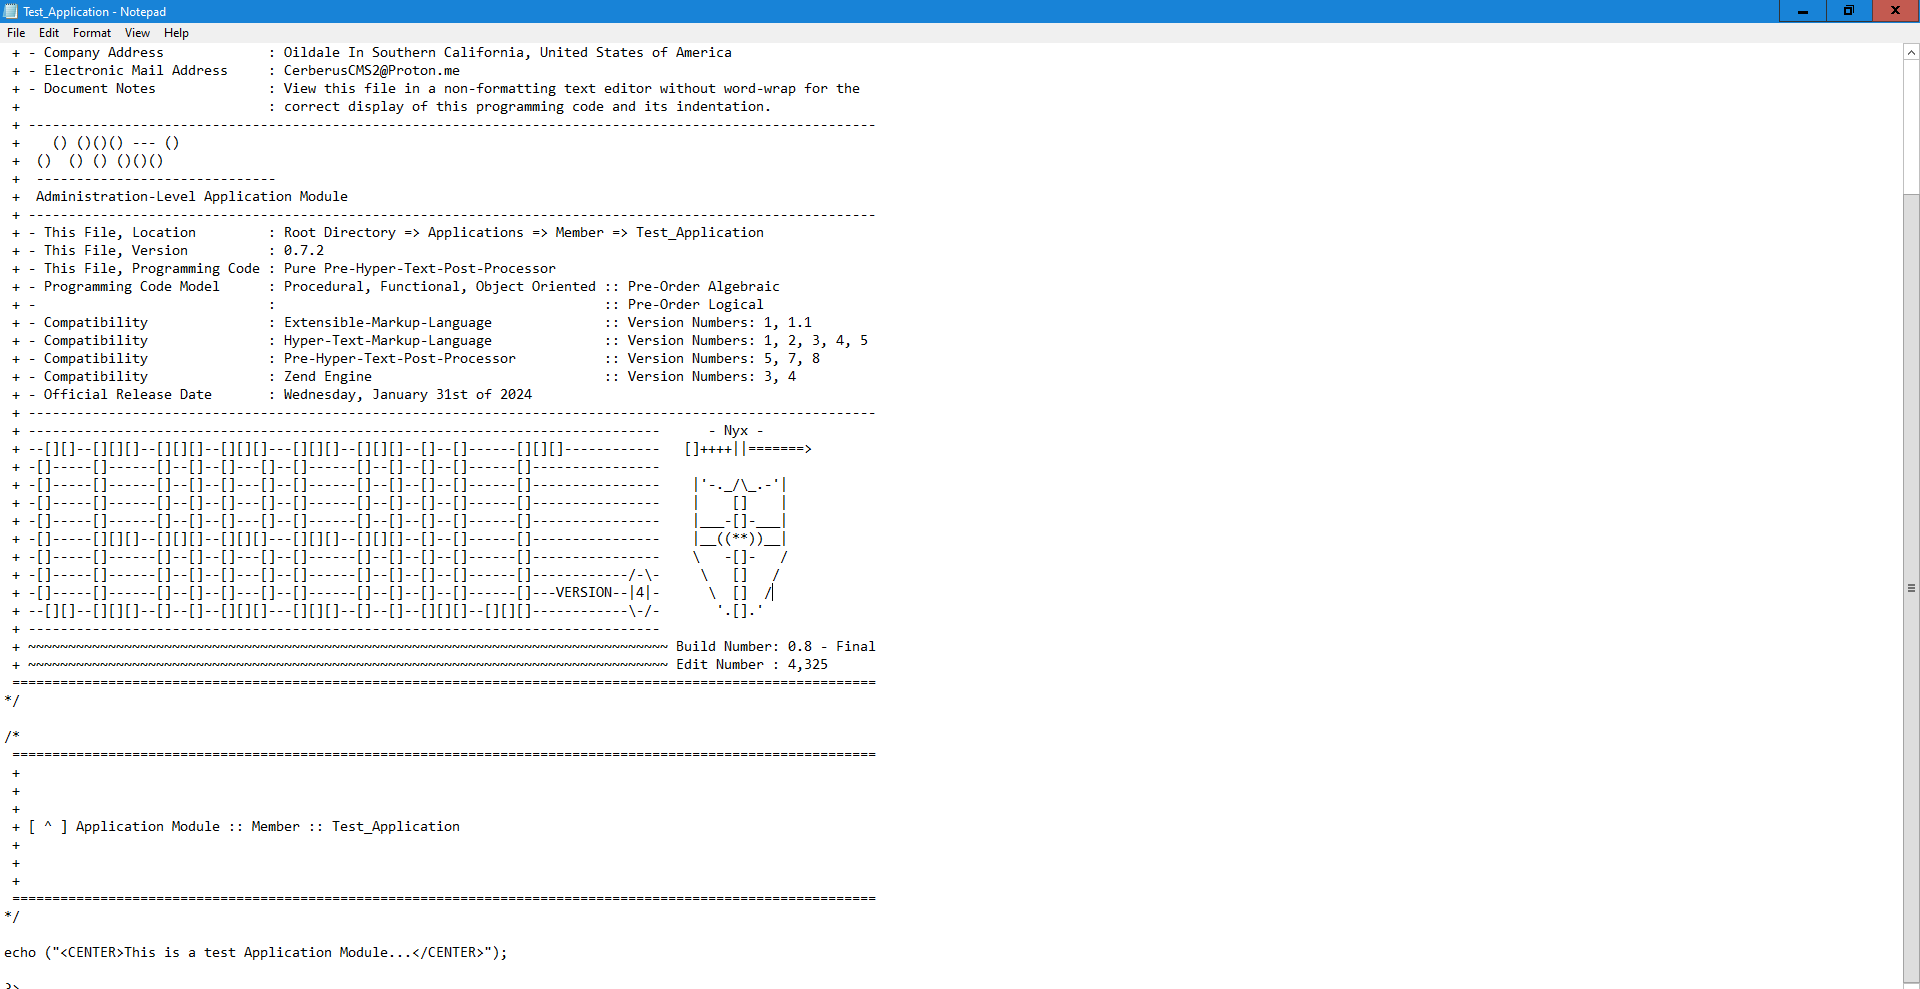 Test_Application - Notepad
File Edit Format View Help
+ - Company Address             : Oildale In Southern California, United States of America
+ - Electronic Mail Address     : CerberusCMS2@Proton.me
+ - Document Notes              : View this file in a non-formatting text editor without word-wrap for the
+                               : correct display of this programming code and its indentation.
+ ----------------------------------------------------------------------------------------------------------
+    () ()()() --- ()
+  ()  () () ()()()
+  ------------------------------
+  Administration-Level Application Module
+ ----------------------------------------------------------------------------------------------------------
+ - This File, Location         : Root Directory => Applications => Member => Test_Application
+ - This File, Version          : 0.7.2
+ - This File, Programming Code : Pure Pre-Hyper-Text-Post-Processor
+ - Programming Code Model      : Procedural, Functional, Object Oriented :: Pre-Order Algebraic
+ -                             :                                         :: Pre-Order Logical
+ - Compatibility               : Extensible-Markup-Language              :: Version Numbers: 1, 1.1
+ - Compatibility               : Hyper-Text-Markup-Language              :: Version Numbers: 1, 2, 3, 4, 5
+ - Compatibility               : Pre-Hyper-Text-Post-Processor           :: Version Numbers: 5, 7, 8
+ - Compatibility               : Zend Engine                             :: Version Numbers: 3, 4
+ - Official Release Date       : Wednesday, January 31st of 2024
+ ----------------------------------------------------------------------------------------------------------
+ -------------------------------------------------------------------------------      - Nyx -
+ --[][]--[][][]--[][][]--[][][]---[][][]--[][][]--[]--[]------[][][]------------   []++++||=======>
+ -[]-----[]------[]--[]--[]---[]--[]------[]--[]--[]--[]------[]----------------
+ -[]-----[]------[]--[]--[]---[]--[]------[]--[]--[]--[]------[]----------------    |'-._/\_.-'|
+ -[]-----[]------[]--[]--[]---[]--[]------[]--[]--[]--[]------[]----------------    |    []    |
+ -[]-----[]------[]--[]--[]---[]--[]------[]--[]--[]--[]------[]----------------    |___-[]-___|
+ -[]-----[][][]--[][][]--[][][]---[][][]--[][][]--[]--[]------[]----------------    |__((**))__|
+ -[]-----[]------[]--[]--[]---[]--[]------[]--[]--[]--[]------[]----------------    \   -[]-   /
+ -[]-----[]------[]--[]--[]---[]--[]------[]--[]--[]--[]------[]------------/-\-     \   []   /
+ -[]-----[]------[]--[]--[]---[]--[]------[]--[]--[]--[]------[]---VERSION--|4|-      \  []  /
+ --[][]--[][][]--[]--[]--[][][]---[][][]--[]--[]--[][][]--[][][]------------\-/-       '.[].'
+ -------------------------------------------------------------------------------
+ ~~~~~~~~~~~~~~~~~~~~~~~~~~~~~~~~~~~~~~~~~~~~~~~~~~~~~~~~~~~~~~~~~~~~~~~~~~~~~~~~ Build Number: 0.8 - Final
+ ~~~~~~~~~~~~~~~~~~~~~~~~~~~~~~~~~~~~~~~~~~~~~~~~~~~~~~~~~~~~~~~~~~~~~~~~~~~~~~~~ Edit Number : 4,325
============================================================================================================
*/
/*
============================================================================================================
+
+
+
+ [ ^ ] Application Module :: Member :: Test_Application
+
+
+
============================================================================================================
*/
echo ("<CENTER>This is a test Application Module...</CENTER>");
?>